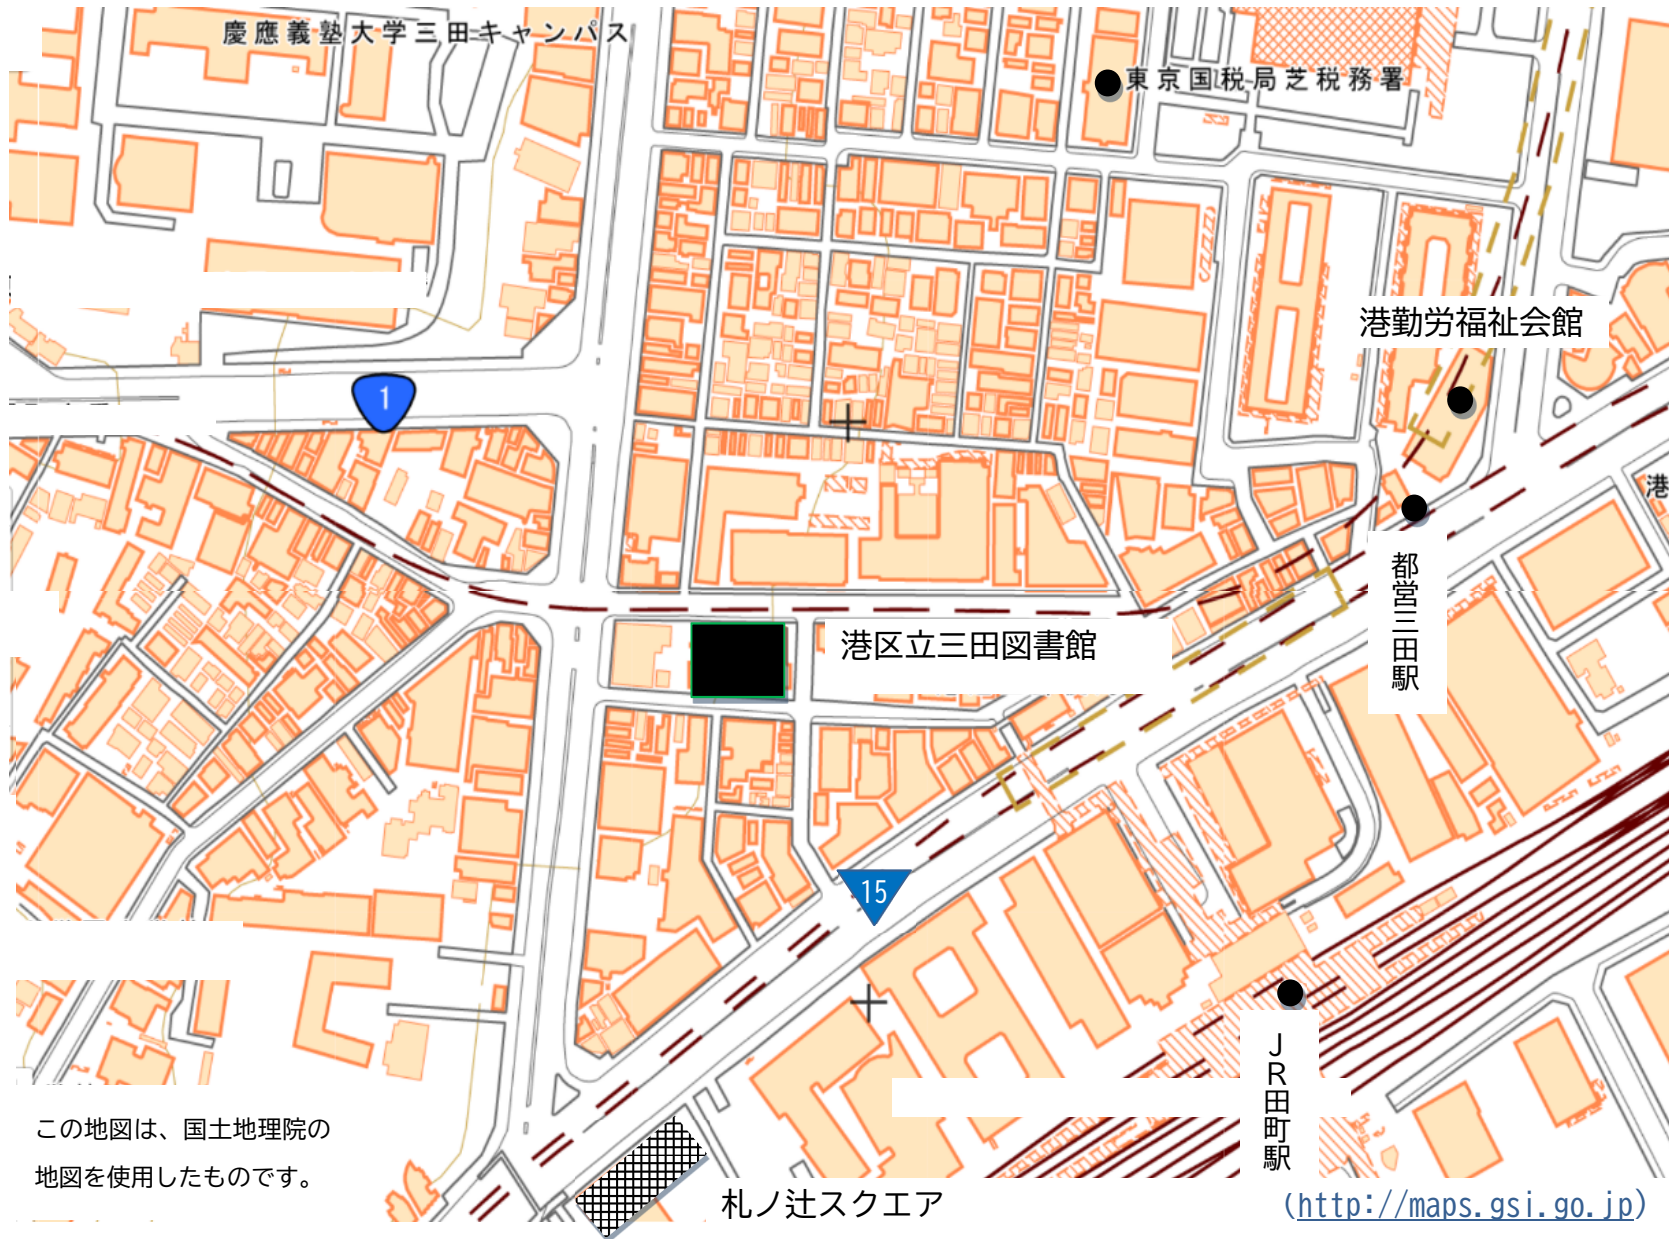 慶應義塾大学三田キャンパス
東京国税局芝税務署
港勤労福祉会館
1
港
都営三田駅
港区立三田図書館
15
JR田町駅
この地図は、国土地理院の
地図を使用したものです。
札ノ辻スクエア
(http://maps.gsi.go.jp)